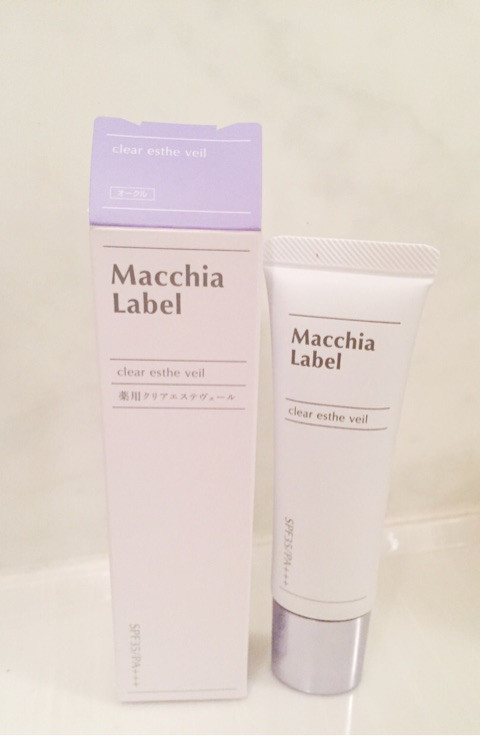 clear esthe veil
オークル
Macchia
Label
clear esthe veil
薬用クリアエステヴェール
SPF35/PA+++
Macchia
Label
clear esthe veil
SPF35/PA+++